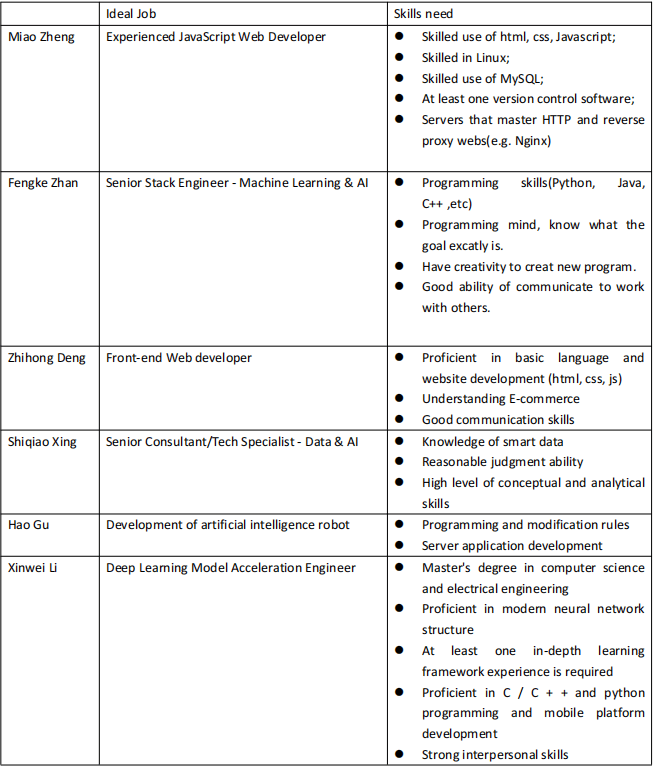 Ideal Job Skills need
Miao Zheng Experienced JavaScript Web Developer ● Skilled use of html, css, Javascript;
● Skilled in Linux;
● Skilled use of MySQL;
● At least one version control software;
● Servers that master HTTP and reverse
proxy webs(e.g. Nginx)
Fengke Zhan Senior Stack Engineer - Machine Learning & AI ● Programming skills(Python, Java,
C++ ,etc)
● Programming mind, know what the
goal excatly is.
● Have creativity to creat new program.
● Good ability of communicate to work
with others.
Zhihong Deng Front-end Web developer ● Proficient in basic language and
website development (html, css, js)
● Understanding E-commerce
● Good communication skills
Shiqiao Xing Senior Consultant/Tech Specialist - Data & AI ● Knowledge of smart data
● Reasonable judgment ability
● High level of conceptual and analytical
skills
Hao Gu Development of artificial intelligence robot ● Programming and modification rules
● Server application development
Xinwei Li Deep Learning Model Acceleration Engineer ● Master's degree in computer science
and electrical engineering
● Proficient in modern neural network
structure
● At least one in-depth learning
framework experience is required
● Proficient in C / C + + and python
programming and mobile platform
development
● Strong interpersonal skills